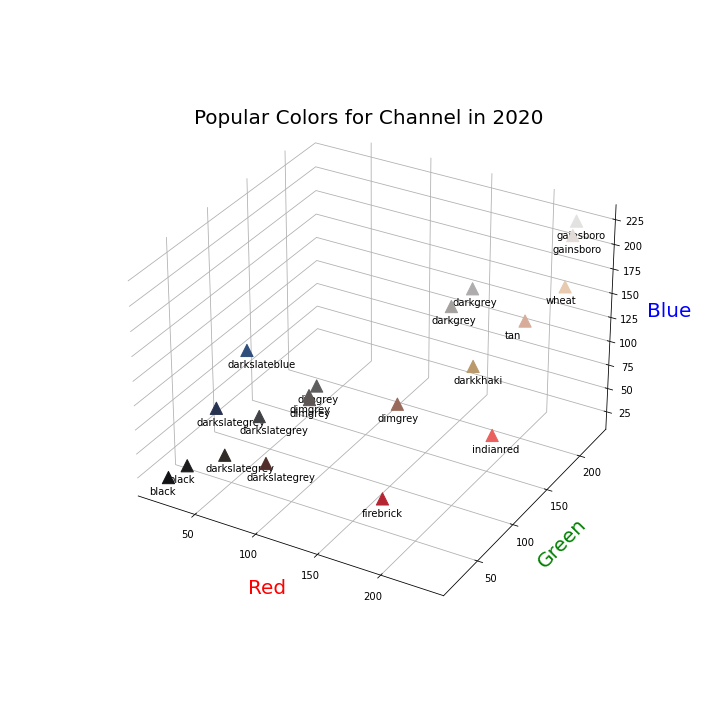 Popular Colors for Channel in 2020
225
gainsboro
200
gainsboro
175
wheat
150
darkgrey
Blue
darkgrey
125
tan
100
darkslateblue
darkkhaki
75
dimgrey
50
dimgrey
dimgrey
dimgrey
25
darkslategrey
darkslategrey
indianred
darkslategrey
200
darkslategrey
black
black
150
firebrick
100
50
Green
50
100
150
200
Red